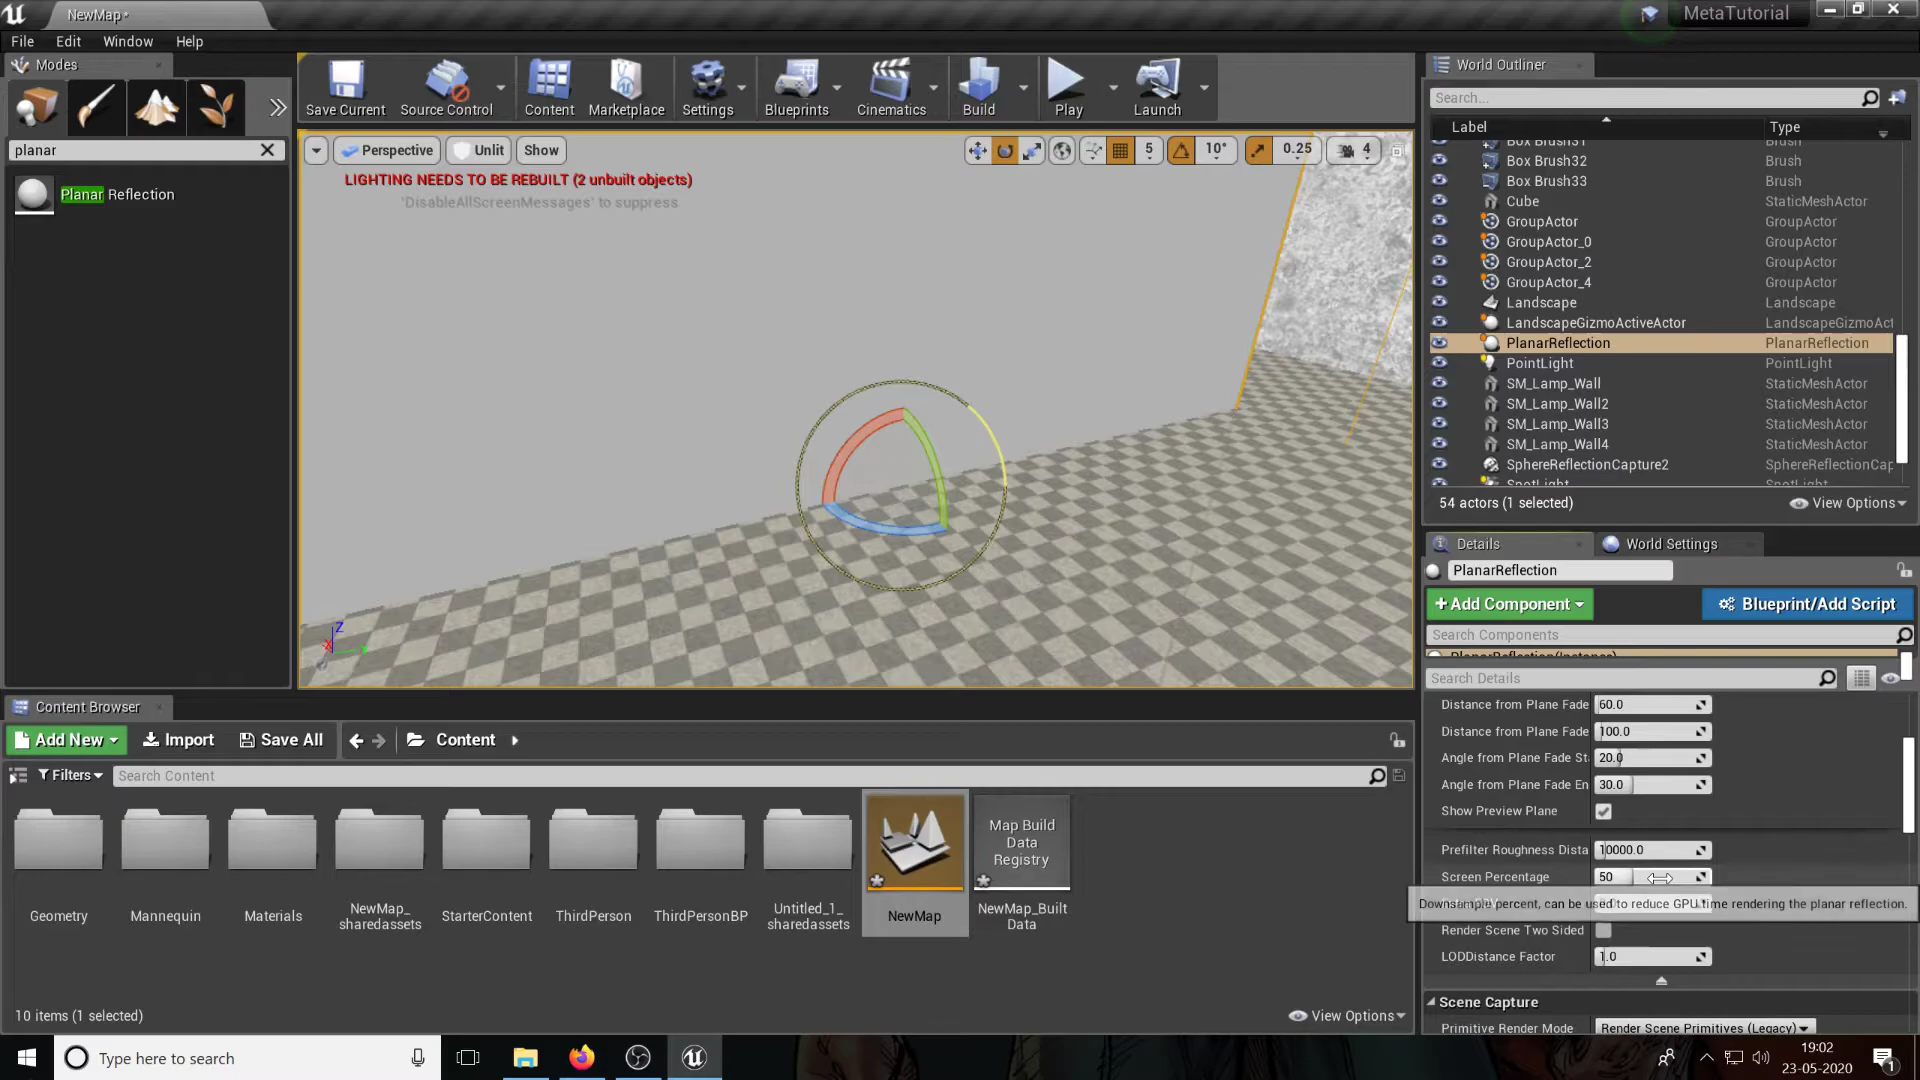 NewMap*
MetaTutorial
File Edit Window Help
Modes
planar
Planar Reflection
Save Current
Source Control
Content
Marketplace
Settings
Blueprints
Cinematics
Build
Play
Launch
Perspective
Unlit
Show
5
10°
0.25
4
LIGHTING NEEDS TO BE REBUILT (2 unbuilt objects)
'DisableAllScreenMessages' to suppress
Z
X
Y
World Outliner
Search...
Label Type
Box Brush31 Brush
Box Brush32 Brush
Box Brush33 Brush
Cube StaticMeshActor
GroupActor GroupActor
GroupActor_0 GroupActor
GroupActor_2 GroupActor
GroupActor_4 GroupActor
Landscape Landscape
LandscapeGizmoActiveActor LandscapeGizmoAct
PlanarReflection PlanarReflection
PointLight PointLight
SM_Lamp_Wall StaticMeshActor
SM_Lamp_Wall2 StaticMeshActor
SM_Lamp_Wall3 StaticMeshActor
SM_Lamp_Wall4 StaticMeshActor
SphereReflectionCapture2 SphereReflectionCap
SpotLight SpotLight
54 actors (1 selected)
View Options
Details
World Settings
PlanarReflection
+Add Component
Blueprint/Add Script
Search Components
PlanarReflection(Instance)
Search Details
Distance from Plane Fade 60.0
Distance from Plane Fade 100.0
Angle from Plane Fade St 20.0
Angle from Plane Fade En 30.0
Show Preview Plane
Prefilter Roughness Dista 10000.0
Screen Percentage 50
Downsample percent, can be used to reduce GPU time rendering the planar reflection.
Render Scene Two Sided
LODDistance Factor 1.0
Scene Capture
Primitive Render Mode Render Scene Primitives (Legacy)
Content Browser
Add New
Import
Save All
Content
Filters
Search Content
Geometry
Mannequin
Materials
NewMap_
sharedassets
StarterContent
ThirdPerson
ThirdPersonBP
Untitled_1_
sharedassets
NewMap
Map Build
Data
Registry
NewMap_Built
Data
10 items (1 selected)
View Options
Type here to search
19:02
23-05-2020
1